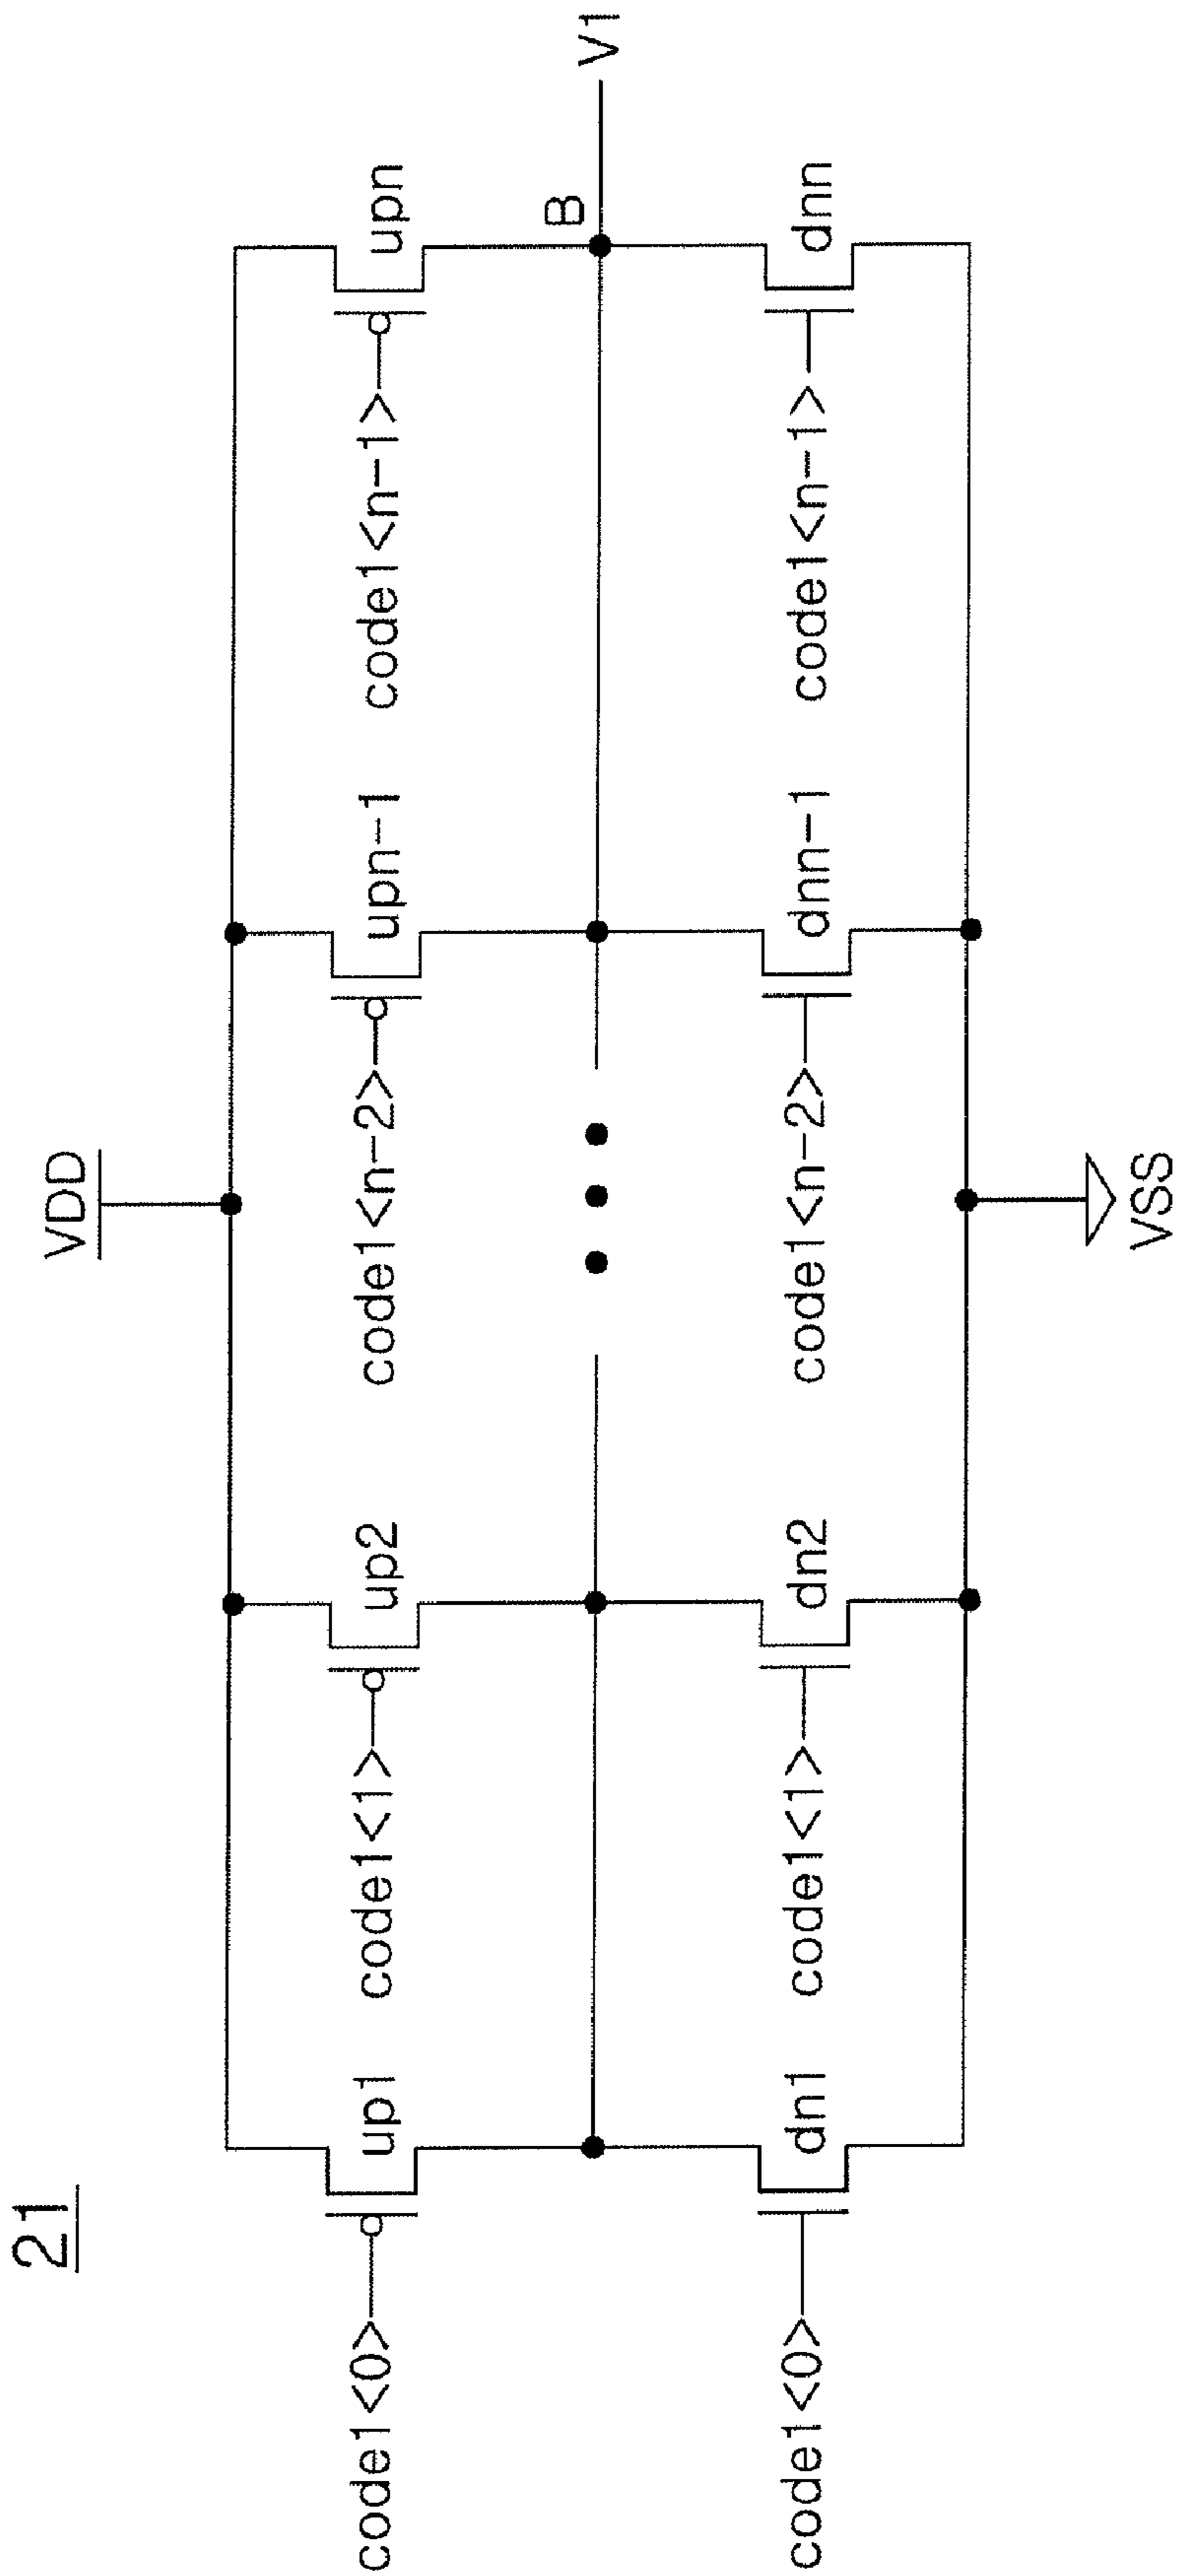 21
VDD
code1<0>
up1
code1<1>
up2
code1<n-2>
upn-1
code1<n-1>
upn
B
V1
code1<0>
dn1
code1<1>
dn2
code1<n-2>
dnn-1
code1<n-1>
dnn
VSS